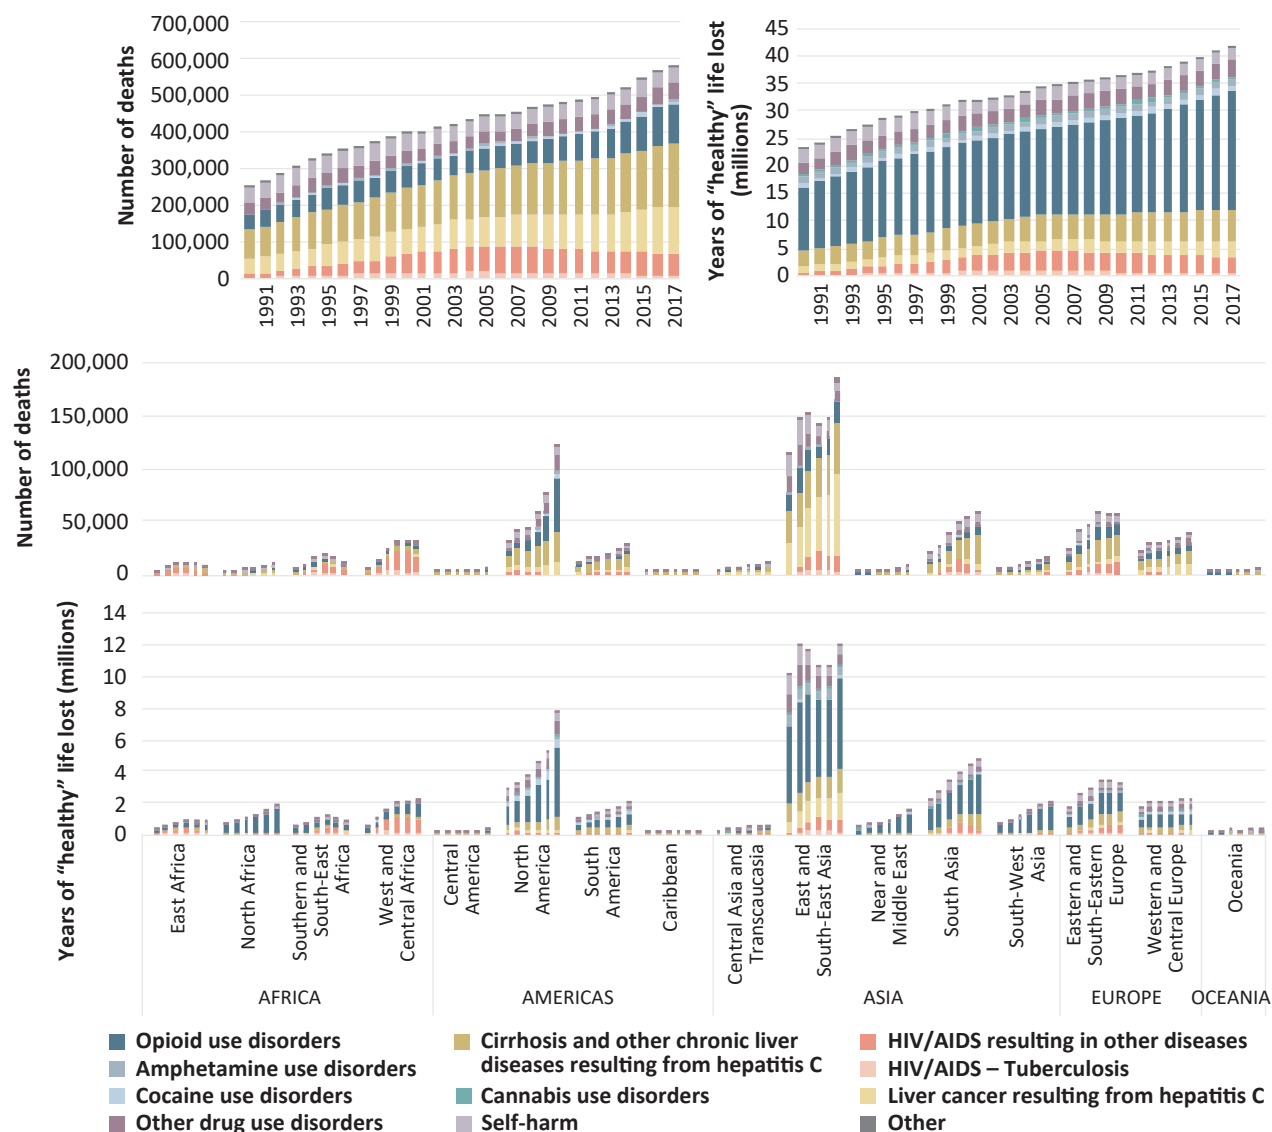 Number of deaths
700,000
600,000
500,000
400,000
300,000
200,000
100,000
0
1991
1993
1995
1997
1999
2001
2003
2005
2007
2009
2011
2013
2015
2017
Years of “healthy” life lost
(millions)
45
40
35
30
25
20
15
10
5
0
1991
1993
1995
1997
1999
2001
2003
2005
2007
2009
2011
2013
2015
2017
Number of deaths
200,000
150,000
100,000
50,000
0
Years of “healthy” life lost (millions)
14
12
10
8
6
4
2
0
East Africa
North Africa
Southern and
South-East
Africa
West and
Central Africa
Central
America
North
America
South
America
Caribbean
Central Asia and
Transcaucasia
East and
South-East Asia
Near and
Middle East
South Asia
South-West
Asia
Eastern and
South-Eastern
Europe
Western and
Central Europe
Oceania
AFRICA
AMERICAS
ASIA
EUROPE
OCEANIA
Opioid use disorders
Amphetamine use disorders
Cocaine use disorders
Other drug use disorders
Cirrhosis and other chronic liver
diseases resulting from hepatitis C
Cannabis use disorders
Self-harm
HIV/AIDS resulting in other diseases
HIV/AIDS – Tuberculosis
Liver cancer resulting from hepatitis C
Other